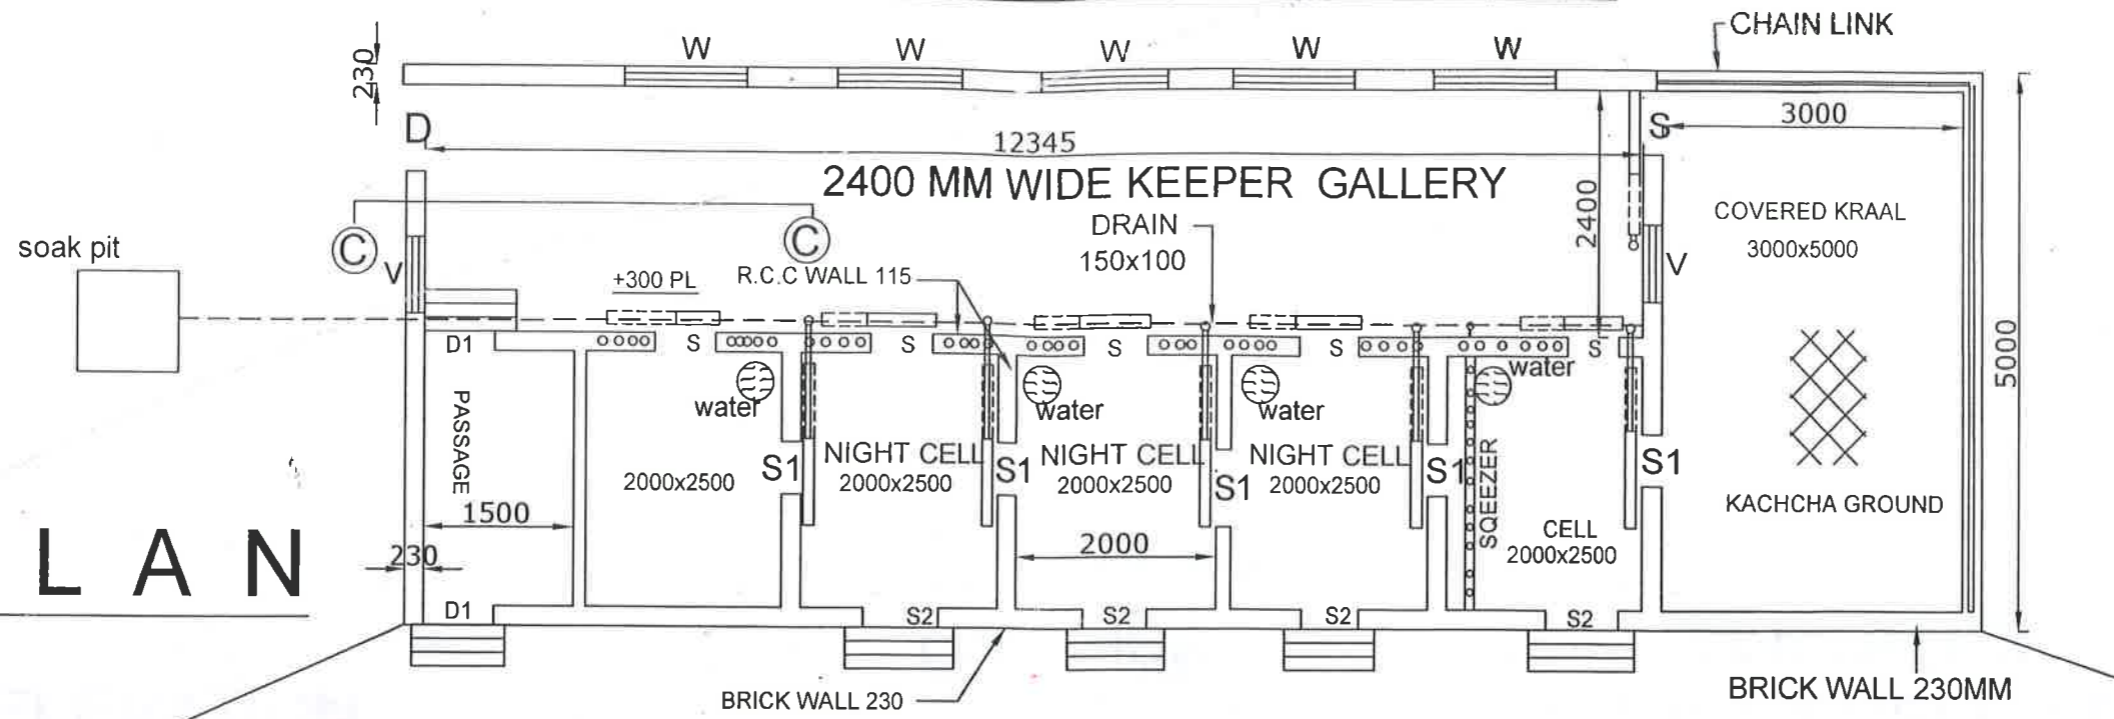 CHAIN LINK
W W W W W
230
D
12345
S
3000
2400 MM WIDE KEEPER GALLERY
2400
5000
COVERED KRAAL
3000x5000
DRAIN
150x100
C C
soak pit
V
+300 PL
R.C.C WALL 115
V
D1 S S S S S
water water water water
PASSAGE
2000x2500
S1
NIGHT CELL
2000x2500
S1
NIGHT CELL
2000x2500
S1
NIGHT CELL
2000x2500
S1
SQEEZER
CELL
2000x2500
S1
KACHCHA GROUND
1500
2000
230
L A N
D1 S2 S2 S2 S2
BRICK WALL 230
BRICK WALL 230MM